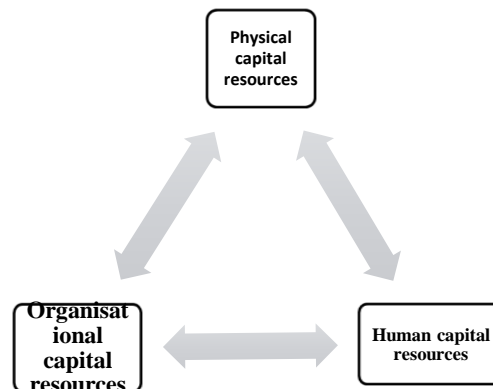 Physical
capital
resources
Organisat
ional
capital
resources
Human capital
resources